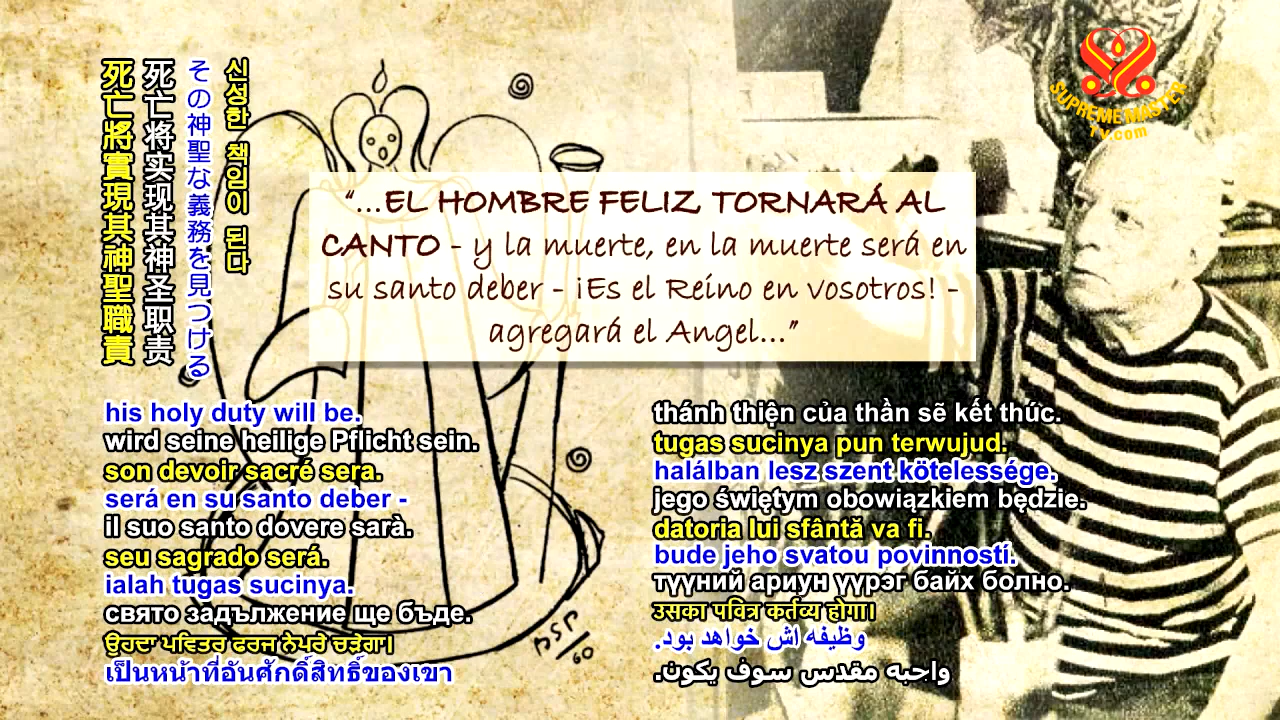 신성한 책임이 된다
その神聖な義務を見つける
死亡将实现其神圣职责
死亡將實現其神聖職責
SUPREME MASTER
TV.com
“...EL HOMBRE FELIZ TORNARÁ AL
CANTO - y la muerte, en la muerte será en
su santo deber - ¡Es el Reino en vosotros! -
agregará el Angel...”
his holy duty will be.
wird seine heilige Pflicht sein.
son devoir sacré sera.
será en su santo deber -
il suo santo dovere sarà.
seu sagrado será.
ialah tugas sucinya.
свято задължение ще бъде.
ਉਹਦਾ ਪਵਿਤਰ ਫਰਜ ਨੇਪਰੇ ਚੜੇਗਾ।
เป็นหน้าที่อันศักดิ์สิทธิ์ของเขา
thánh thiện của thần sẽ kết thúc.
tugas sucinya pun terwujud.
halálban lesz szent kötelessége.
jego świętym obowiązkiem będzie.
datoria lui sfântă va fi.
bude jeho svatou povinností.
түүний ариун үүрэг байх болно.
उसका पवित्र कर्तव्य होगा।
وظیفه اش خواهد بود.
واجبه مقدس سوف يكون.
BSP
/60